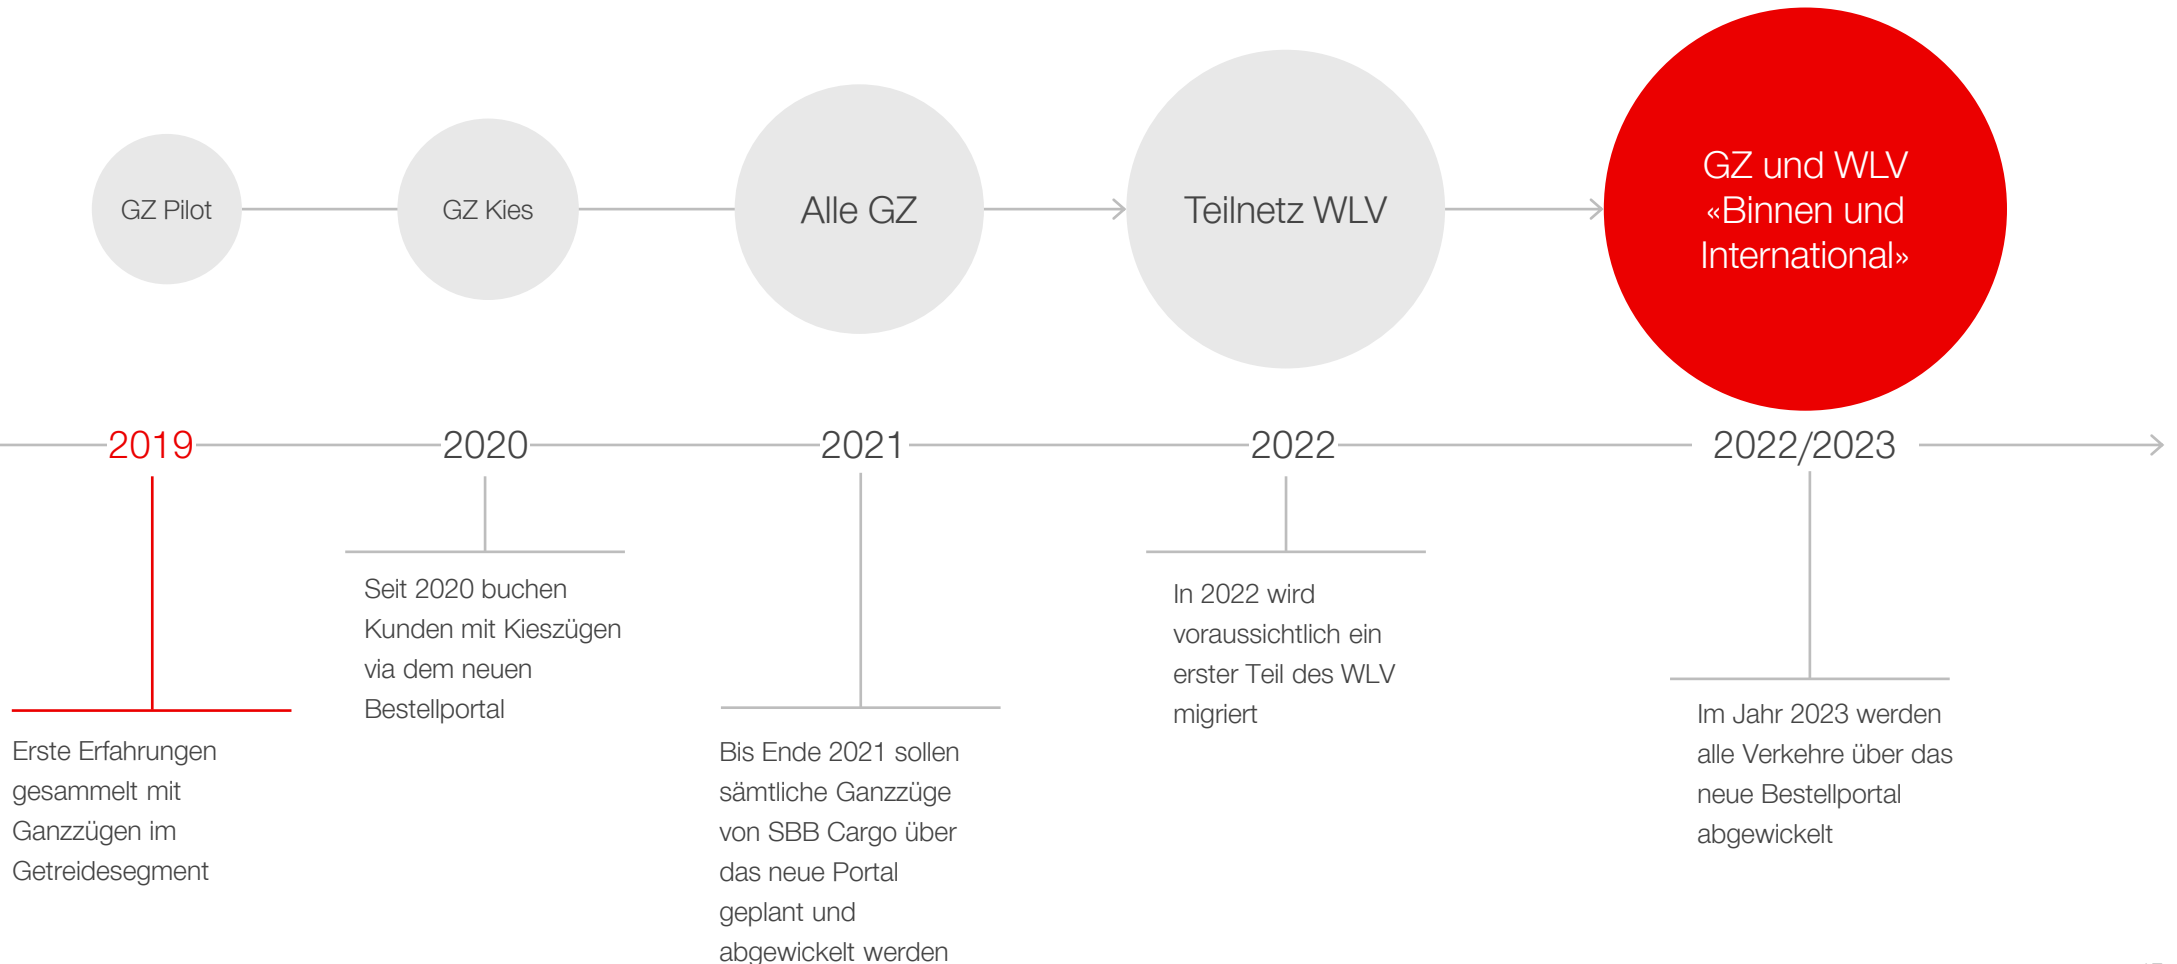 GZ Pilot
GZ Kies
Alle GZ
Teilnetz WLV
GZ und WLV
«Binnen und
International»
2019
2020
2021
2022
2022/2023
Erste Erfahrungen
gesammelt mit
Ganzzügen im
Getreidesegment
Seit 2020 buchen
Kunden mit Kieszügen
via dem neuen
Bestellportal
Bis Ende 2021 sollen
sämtliche Ganzzüge
von SBB Cargo über
das neue Portal
geplant und
abgewickelt werden
In 2022 wird
voraussichtlich ein
erster Teil des WLV
migriert
Im Jahr 2023 werden
alle Verkehre über das
neue Bestellportal
abgewickelt